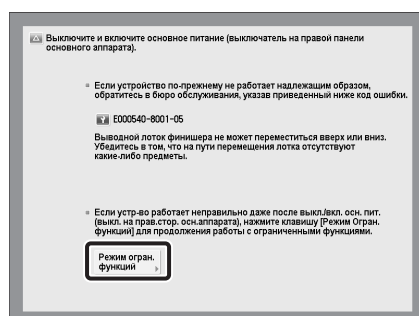 Выключите и включите основное питание (выключатель на правой панели
основного аппарата).
Если устройство по-прежнему не работает надлежащим образом,
обратитесь в бюро обслуживания, указав приведенный ниже код ошибки.
E000540-8001-05
Выводной лоток финишера не может переместиться вверх или вниз.
Убедитесь в том, что на пути перемещения лотка отсутствуют
какие-либо предметы.
Если устр-во работает неправильно даже после выкл./вкл. осн. пит.
(выкл. на прав.стор. осн.аппарата), нажмите клавишу [Режим Огран.
функций] для продолжения работы с ограниченными функциями.
Режим огран.
функций